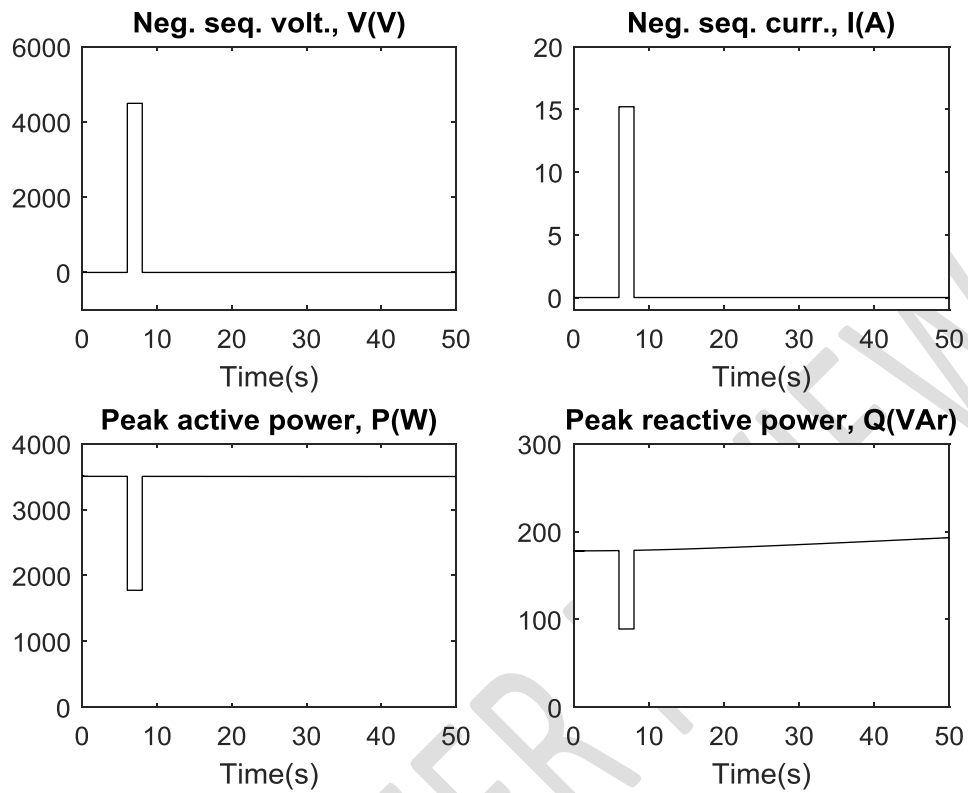 Neg. seq. volt., V(V)
6000
4000
2000
0
0 10 20 30 40 50
Time(s)
Neg. seq. curr., I(A)
20
15
10
5
0
0 10 20 30 40 50
Time(s)
Peak active power, P(W)
4000
3000
2000
1000
0
0 10 20 30 40 50
Time(s)
Peak reactive power, Q(VAr)
300
200
100
0
0 10 20 30 40 50
Time(s)